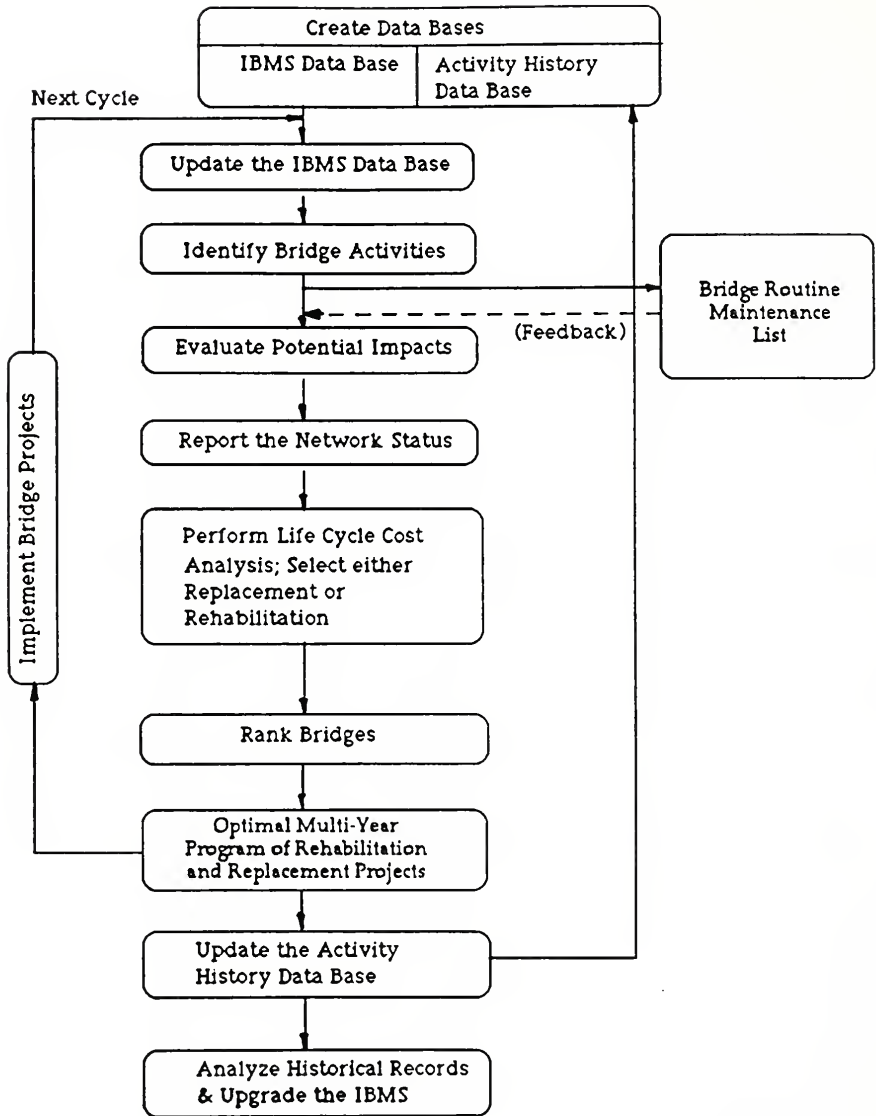 Create Data Bases
IBMS Data Base
Activity History
Data Base
Next Cycle
Update the IBMS Data Base
Identify Bridge Activities
Bridge Routine
Maintenance
List
(Feedback)
Evaluate Potential Impacts
Report the Network Status
Implement Bridge Projects
Perform Life Cycle Cost
Analysis; Select either
Replacement or
Rehabilitation
Rank Bridges
Optimal Multi-Year
Program of Rehabilitation
and Replacement Projects
Update the Activity
History Data Base
Analyze Historical Records
& Upgrade the IBMS